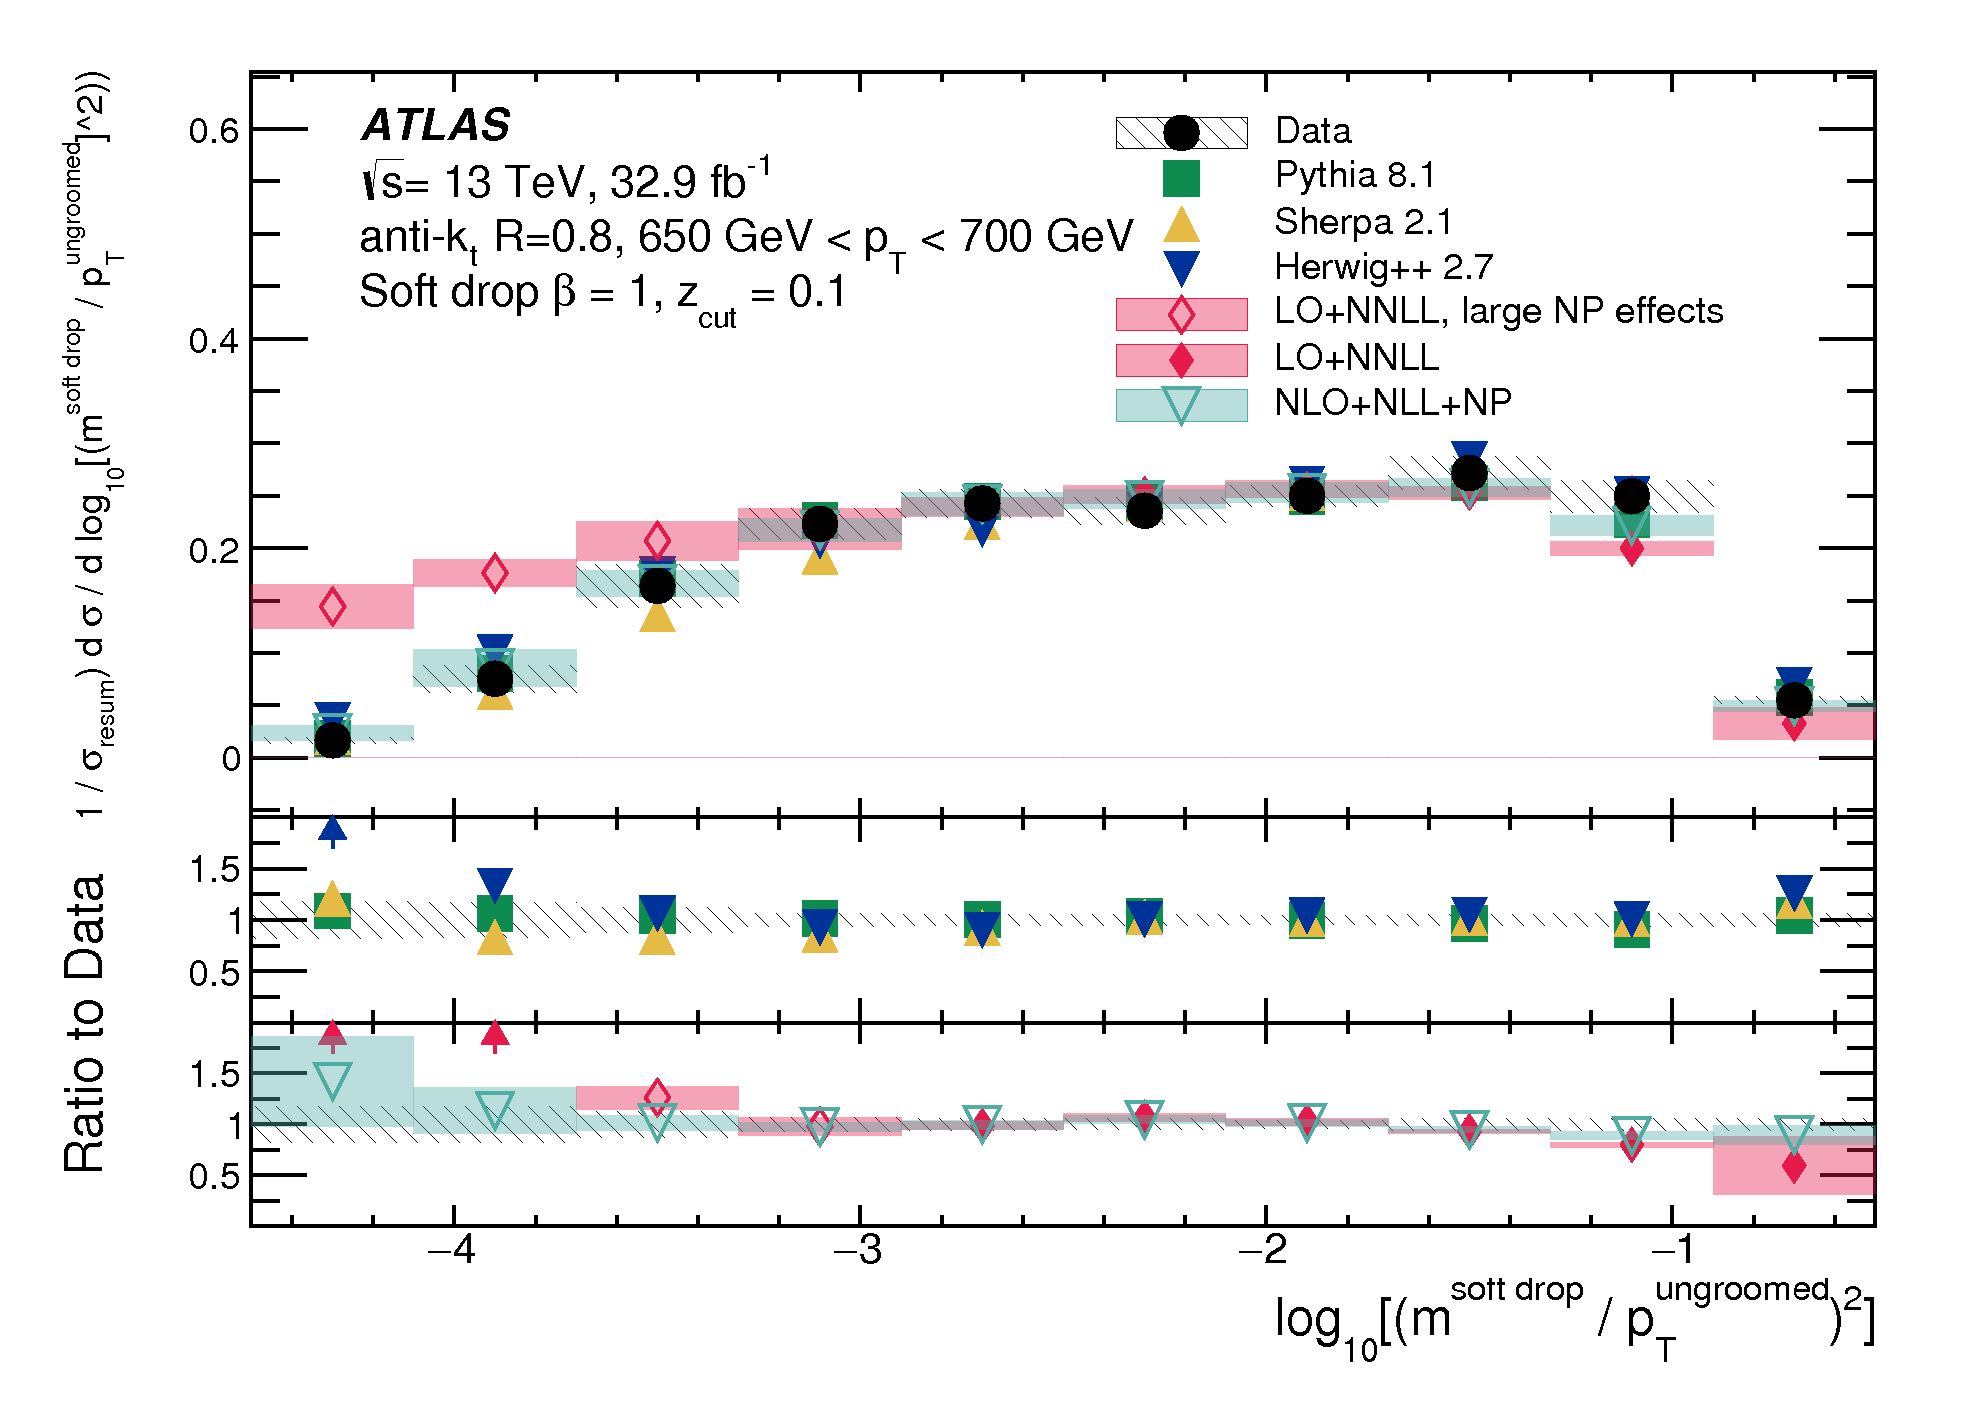 ATLAS
√s= 13 TeV, 32.9 fb-1
anti-kt R=0.8, 650 GeV < pT < 700 GeV
Soft drop β = 1, zcut = 0.1
Data
Pythia 8.1
Sherpa 2.1
Herwig++ 2.7
LO+NNLL, large NP effects
LO+NNLL
NLO+NLL+NP
1 / σresum) d σ / d log10[(msoft drop / pTungroomed]^2))
0.6
0.4
0.2
0
Ratio to Data
1.5
1
0.5
1.5
1
0.5
−4
−3
−2
−1
log10[(msoft drop / pTungroomed)2]